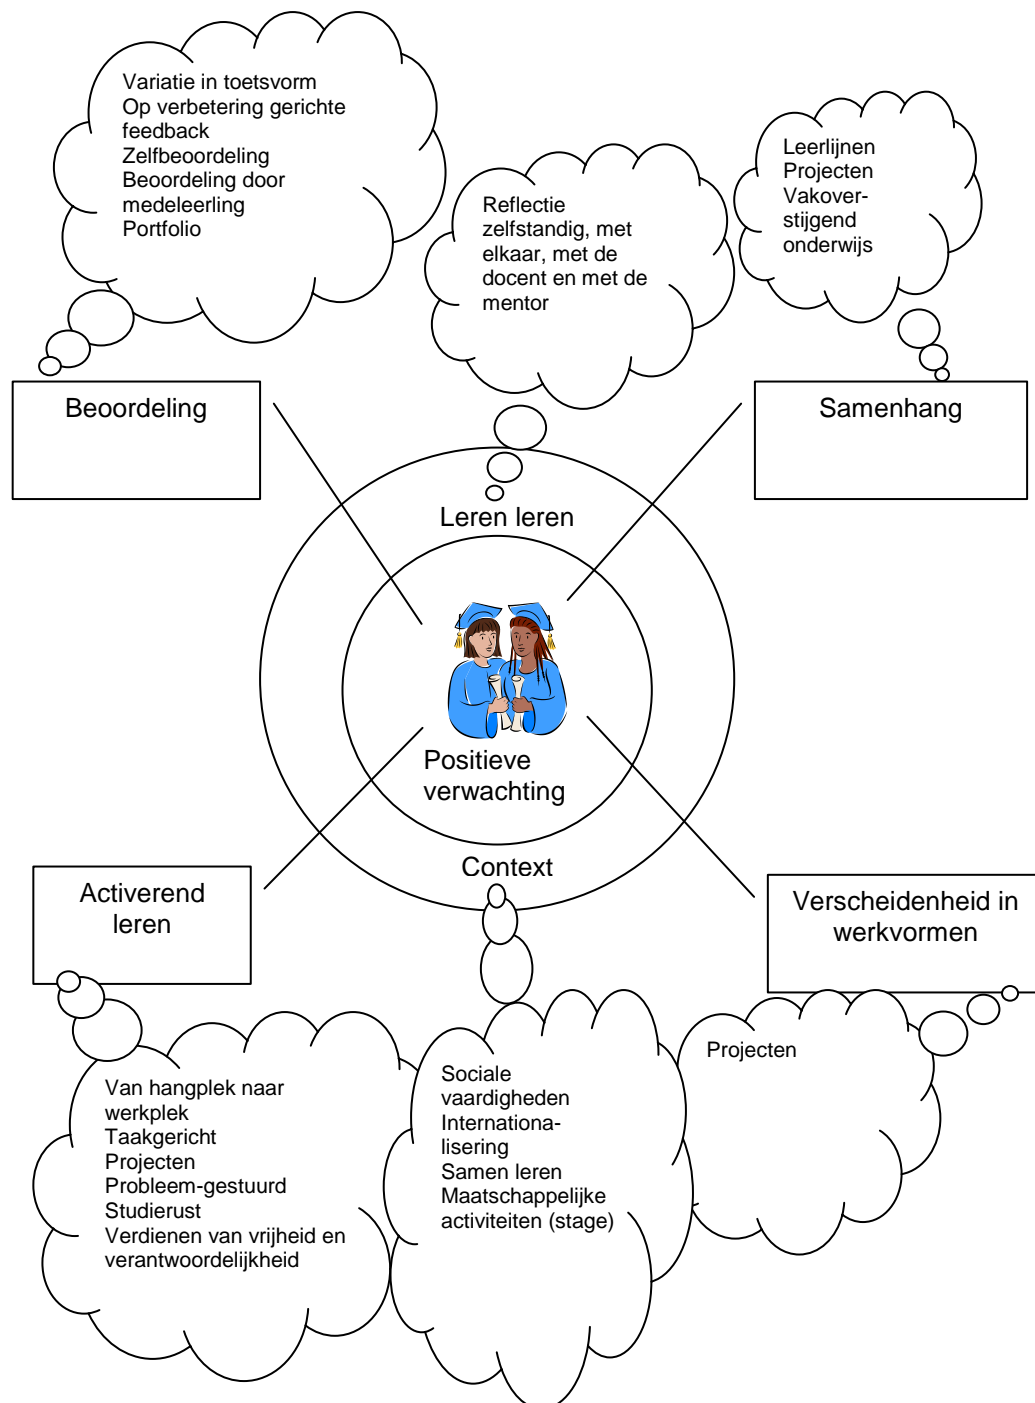 Variatie in toetsvorm
Op verbetering gerichte
feedback
Zelfbeoordeling
Beoordeling door
medeleerling
Portfolio
Reflectie
zelfstandig, met
elkaar, met de
docent en met de
mentor
Leerlijnen
Projecten
Vakover-
stijgend
onderwijs
Beoordeling
Samenhang
Leren leren
Positieve
verwachting
Context
Activerend
leren
Verscheidenheid in
werkvormen
Van hangplek naar
werkplek
Taakgericht
Projecten
Probleem-gestuurd
Studierust
Verdienen van vrijheid en
verantwoordelijkheid
Sociale
vaardigheden
Internationa-
lisering
Samen leren
Maatschappelijke
activiteiten (stage)
Projecten